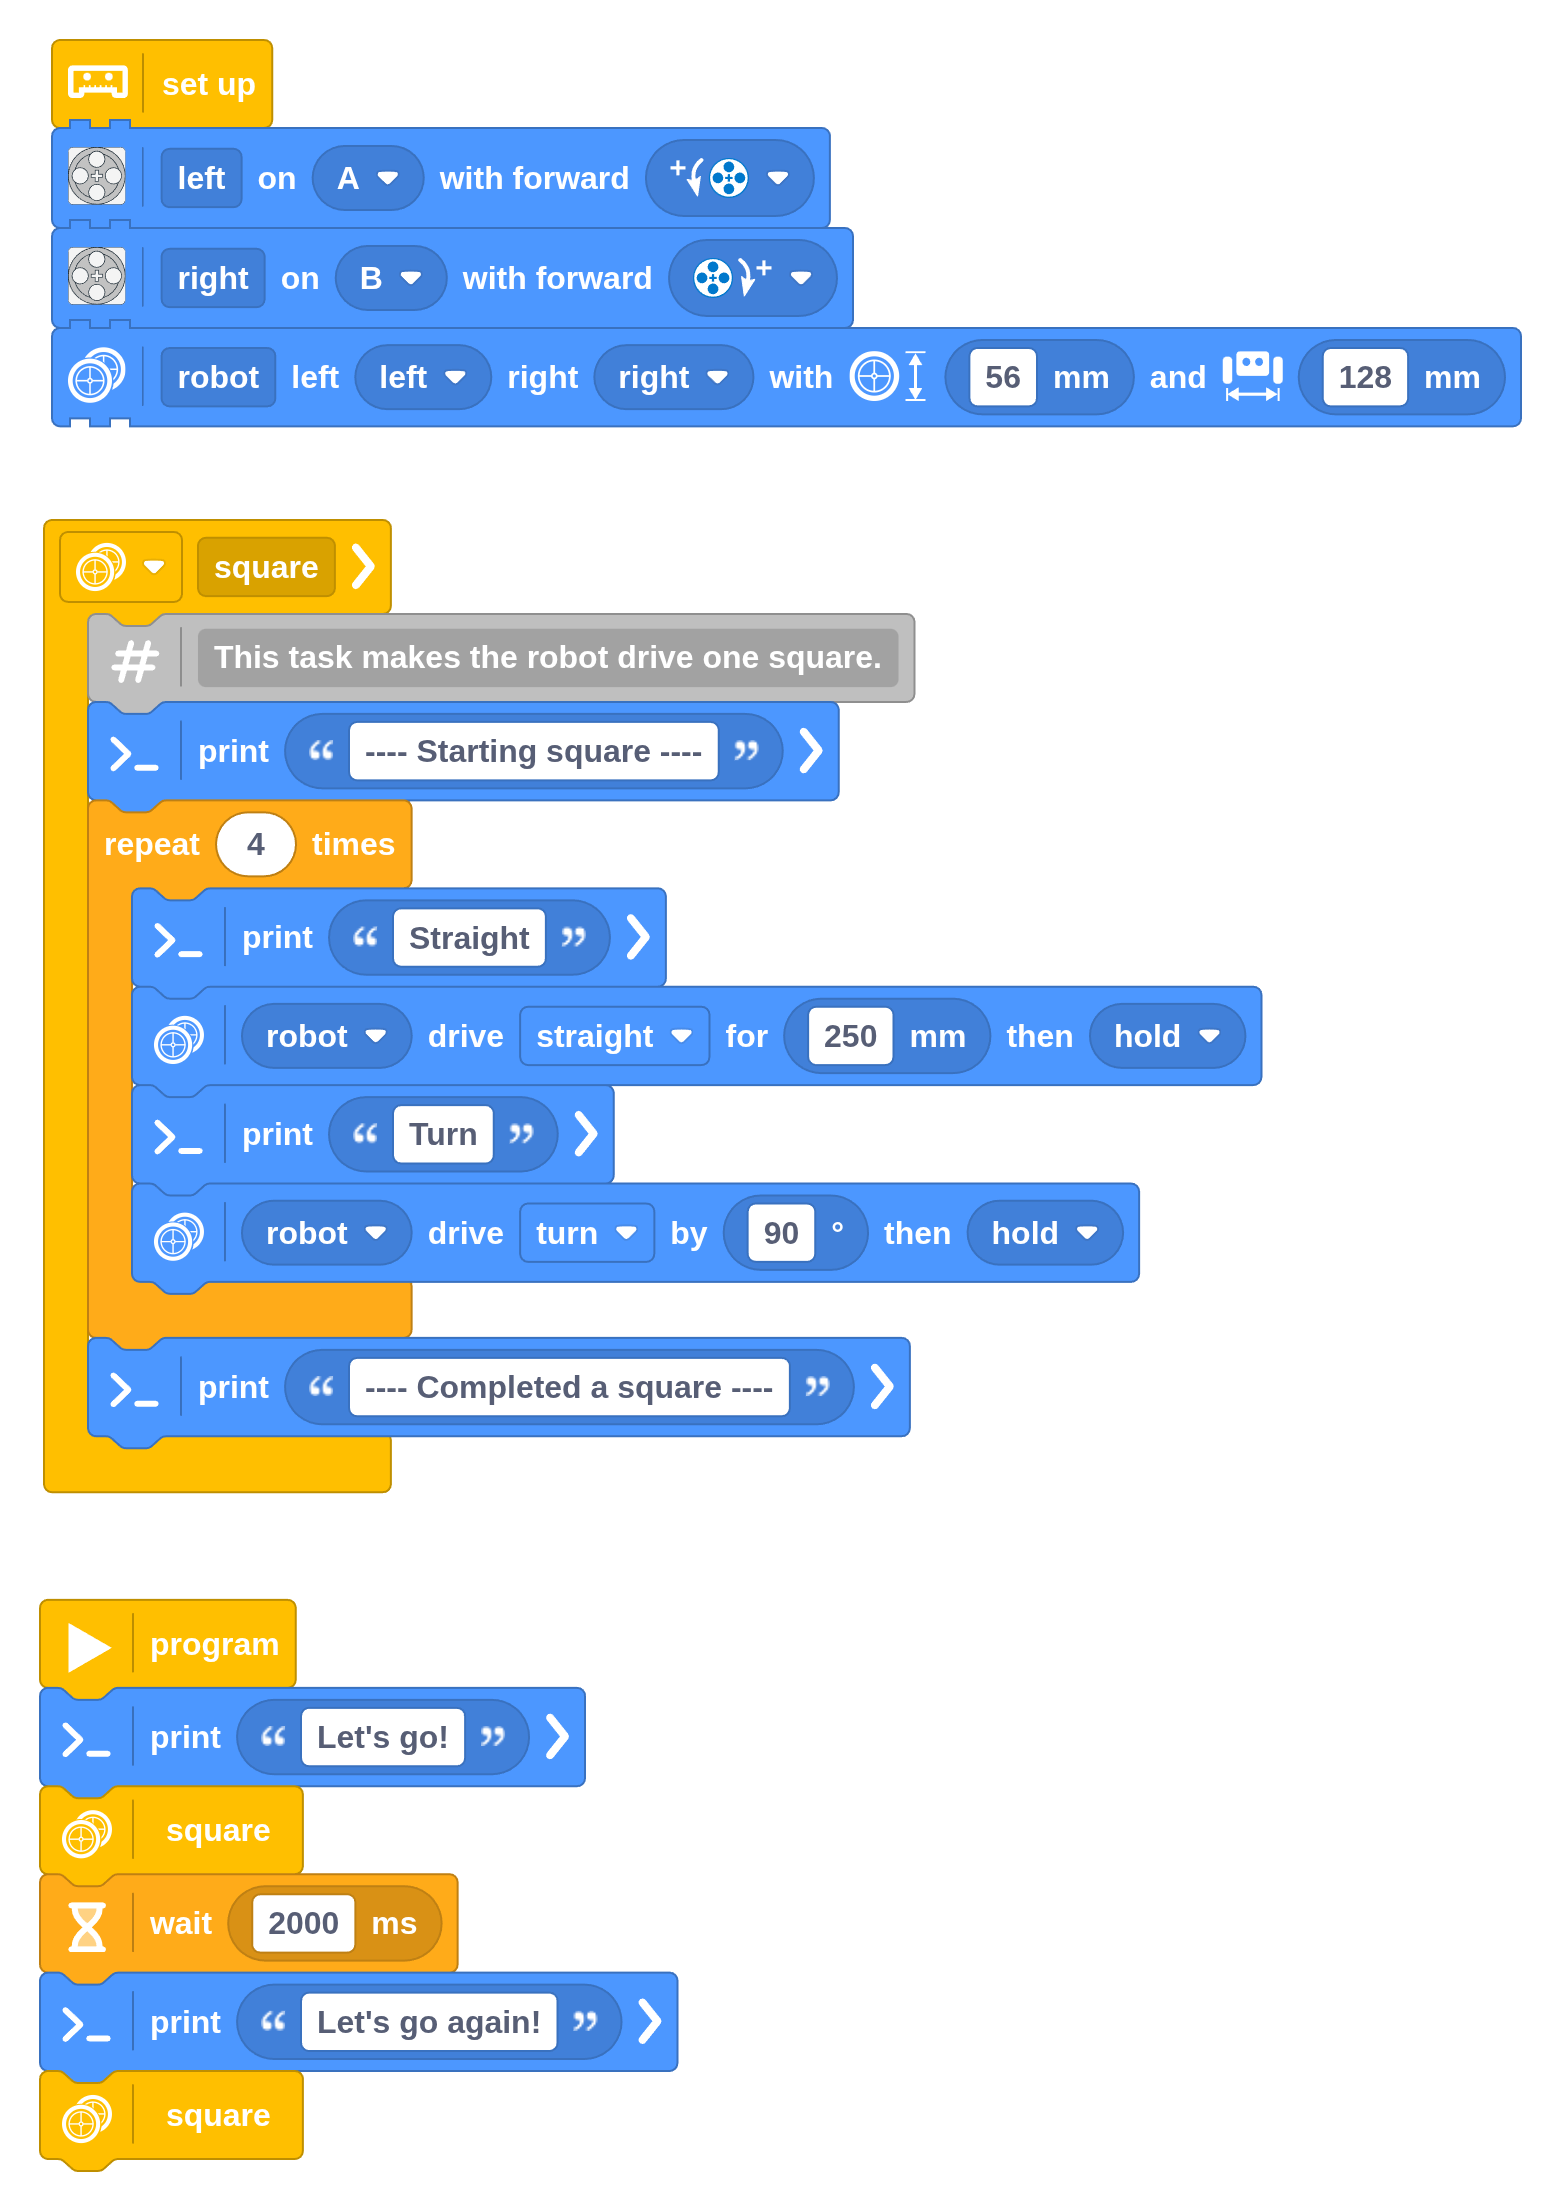 set up
left on A with forward +
right on B with forward +
robot left left right right with 56 mm and 128 mm
square
# This task makes the robot drive one square.
>_ print “ ---- Starting square ---- ”
repeat 4 times
>_ print “ Straight ”
robot drive straight for 250 mm then hold
>_ print “ Turn ”
robot drive turn by 90 ° then hold
>_ print “ ---- Completed a square ---- ”
program
>_ print “ Let's go! ”
square
wait 2000 ms
>_ print “ Let's go again! ”
square